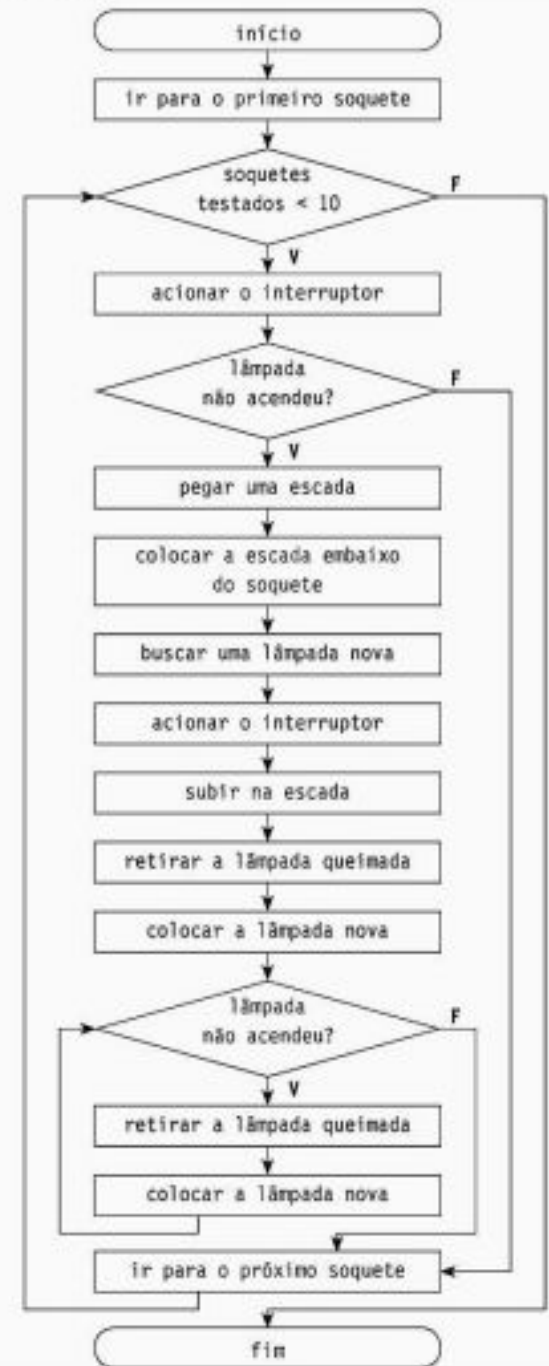 início
ir para o primeiro soquete
soquetes
testados < 10
F
V
acionar o interruptor
lâmpada
não acendeu?
F
V
pegar uma escada
colocar a escada embaixo
do soquete
buscar uma lâmpada nova
acionar o interruptor
subir na escada
retirar a lâmpada queimada
colocar a lâmpada nova
lâmpada
não acendeu?
F
V
retirar a lâmpada queimada
colocar a lâmpada nova
ir para o próximo soquete
fim